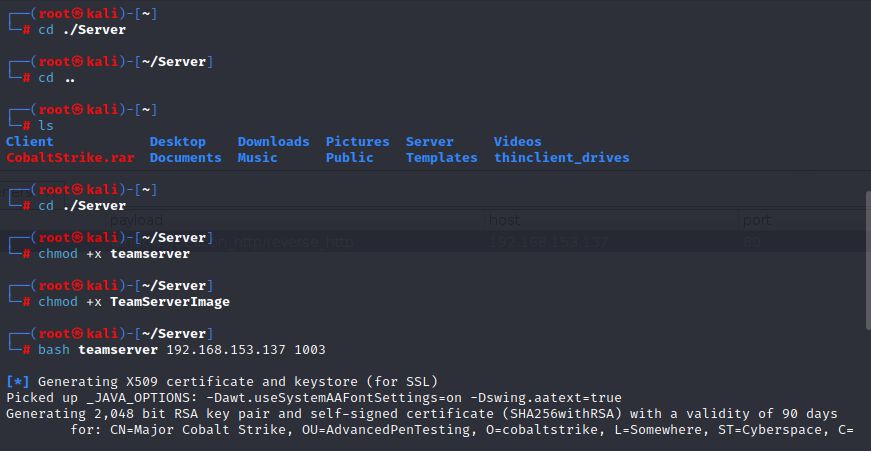 ┌──(root㉿kali)-[~]
└─# cd ./Server
┌──(root㉿kali)-[~/Server]
└─# cd ..
┌──(root㉿kali)-[~]
└─# ls
Client Desktop Downloads Pictures Server Videos
CobaltStrike.rar Documents Music Public Templates thinclient_drives
┌──(root㉿kali)-[~]
└─# cd ./Server
payload host port
┌──(root㉿kali)-[~/Server]
http/reverse_http 192.168.153.137 80
└─# chmod +x teamserver
┌──(root㉿kali)-[~/Server]
└─# chmod +x TeamServerImage
┌──(root㉿kali)-[~/Server]
└─# bash teamserver 192.168.153.137 1003
[*] Generating X509 certificate and keystore (for SSL)
Picked up _JAVA_OPTIONS: -Dawt.useSystemAAFontSettings=on -Dswing.aatext=true
Generating 2,048 bit RSA key pair and self-signed certificate (SHA256withRSA) with a validity of 90 days
for: CN=Major Cobalt Strike, OU=AdvancedPenTesting, O=cobaltstrike, L=Somewhere, ST=Cyberspace, C=